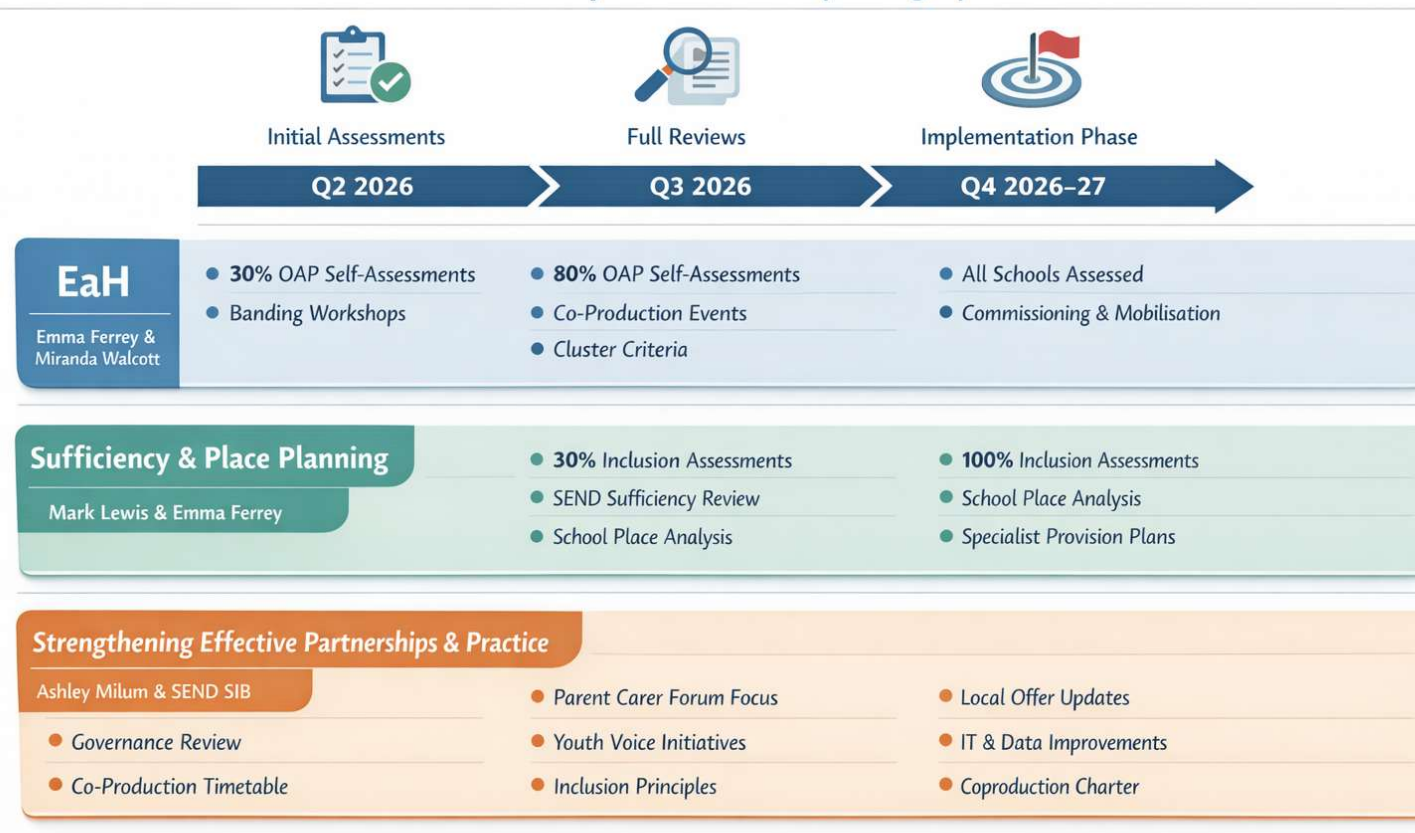 Initial Assessments
Full Reviews
Implementation Phase
Q2 2026
Q3 2026
Q4 2026–27
EaH
Emma Ferrey &
Miranda Walcott
30% OAP Self-Assessments
Banding Workshops
80% OAP Self-Assessments
Co-Production Events
Cluster Criteria
All Schools Assessed
Commissioning & Mobilisation
Sufficiency & Place Planning
Mark Lewis & Emma Ferrey
30% Inclusion Assessments
SEND Sufficiency Review
School Place Analysis
100% Inclusion Assessments
School Place Analysis
Specialist Provision Plans
Strengthening Effective Partnerships & Practice
Ashley Milum & SEND SIB
Governance Review
Co-Production Timetable
Parent Carer Forum Focus
Youth Voice Initiatives
Inclusion Principles
Local Offer Updates
IT & Data Improvements
Coproduction Charter